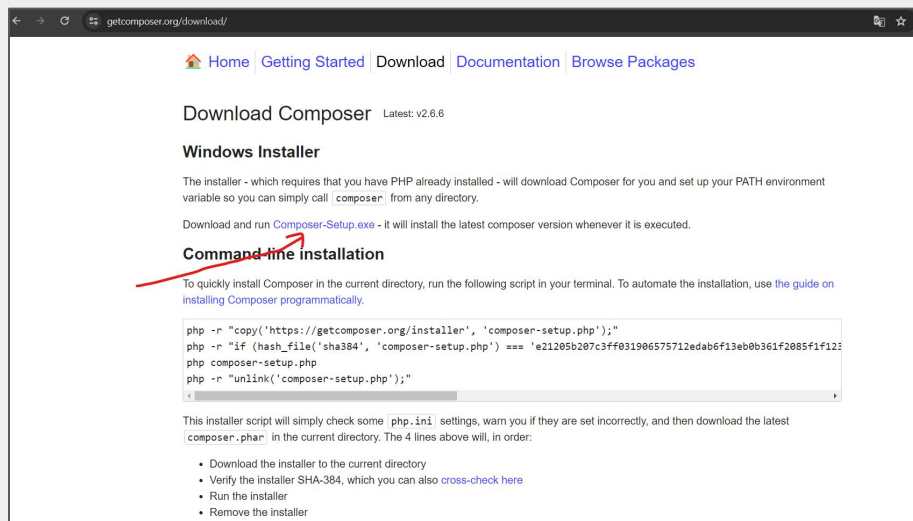 getcomposer.org/download/
Home Getting Started Download Documentation Browse Packages
Download Composer Latest: v2.6.6
Windows Installer
The installer - which requires that you have PHP already installed - will download Composer for you and set up your PATH environment
variable so you can simply call composer from any directory.
Download and run Composer-Setup.exe - it will install the latest composer version whenever it is executed.
Command-line installation
To quickly install Composer in the current directory, run the following script in your terminal. To automate the installation, use the guide on
installing Composer programmatically.
php -r "copy('https://getcomposer.org/installer', 'composer-setup.php');"
php -r "if (hash_file('sha384', 'composer-setup.php') === 'e21205b207c3ff031906575712edab6f13eb0b361f2085f1f123
php composer-setup.php
php -r "unlink('composer-setup.php');"
This installer script will simply check some php.ini settings, warn you if they are set incorrectly, and then download the latest
composer.phar in the current directory. The 4 lines above will, in order:
• Download the installer to the current directory
• Verify the installer SHA-384, which you can also cross-check here
• Run the installer
• Remove the installer